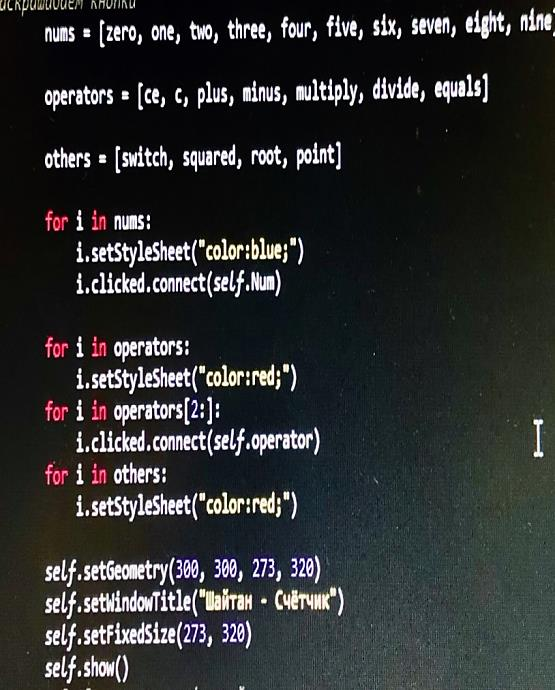 раскрашиваем кнопки
nums = [zero, one, two, three, four, five, six, seven, eight, nine]
operators = [ce, c, plus, minus, multiply, divide, equals]
others = [switch, squared, root, point]
for i in nums:
i.setStyleSheet("color:blue;")
i.clicked.connect(self.Num)
for i in operators:
i.setStyleSheet("color:red;")
for i in operators[2:]:
i.clicked.connect(self.operator)
for i in others:
i.setStyleSheet("color:red;")
self.setGeometry(300, 300, 273, 320)
self.setWindowTitle("Шайтан - Счётчик")
self.setFixedSize(273, 320)
self.show()